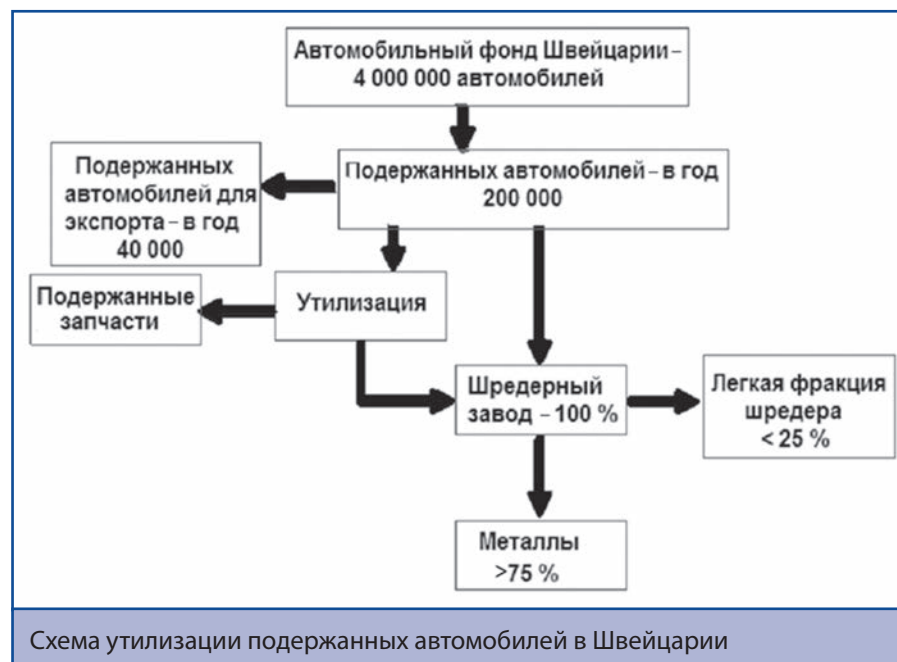 Автомобильный фонд Швейцарии –
4 000 000 автомобилей
Подержанных
автомобилей для
экспорта – в год
40 000
Подержанных автомобилей – в год
200 000
Подержанные
запчасти
Утилизация
Шредерный
завод – 100 %
Легкая фракция
шредера
< 25 %
Металлы
>75 %
Схема утилизации подержанных автомобилей в Швейцарии